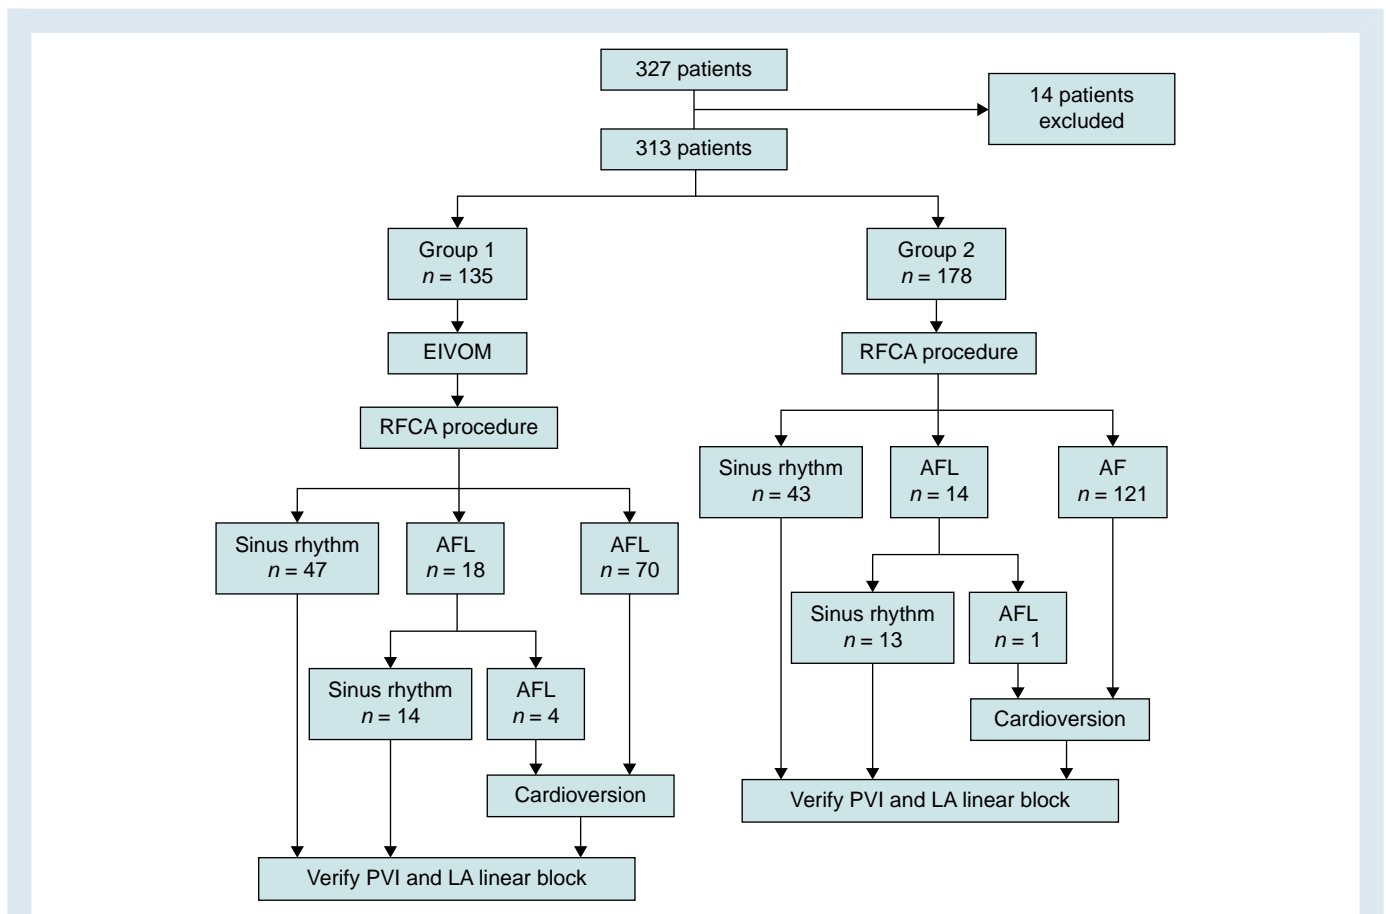 327 patients
14 patients
excluded
313 patients
Group 1
n = 135
Group 2
n = 178
EIVOM
RFCA procedure
RFCA procedure
Sinus rhythm
n = 43
AFL
n = 14
AF
n = 121
Sinus rhythm
n = 47
AFL
n = 18
AFL
n = 70
Sinus rhythm
n = 13
AFL
n = 1
Sinus rhythm
n = 14
AFL
n = 4
Cardioversion
Cardioversion
Verify PVI and LA linear block
Verify PVI and LA linear block